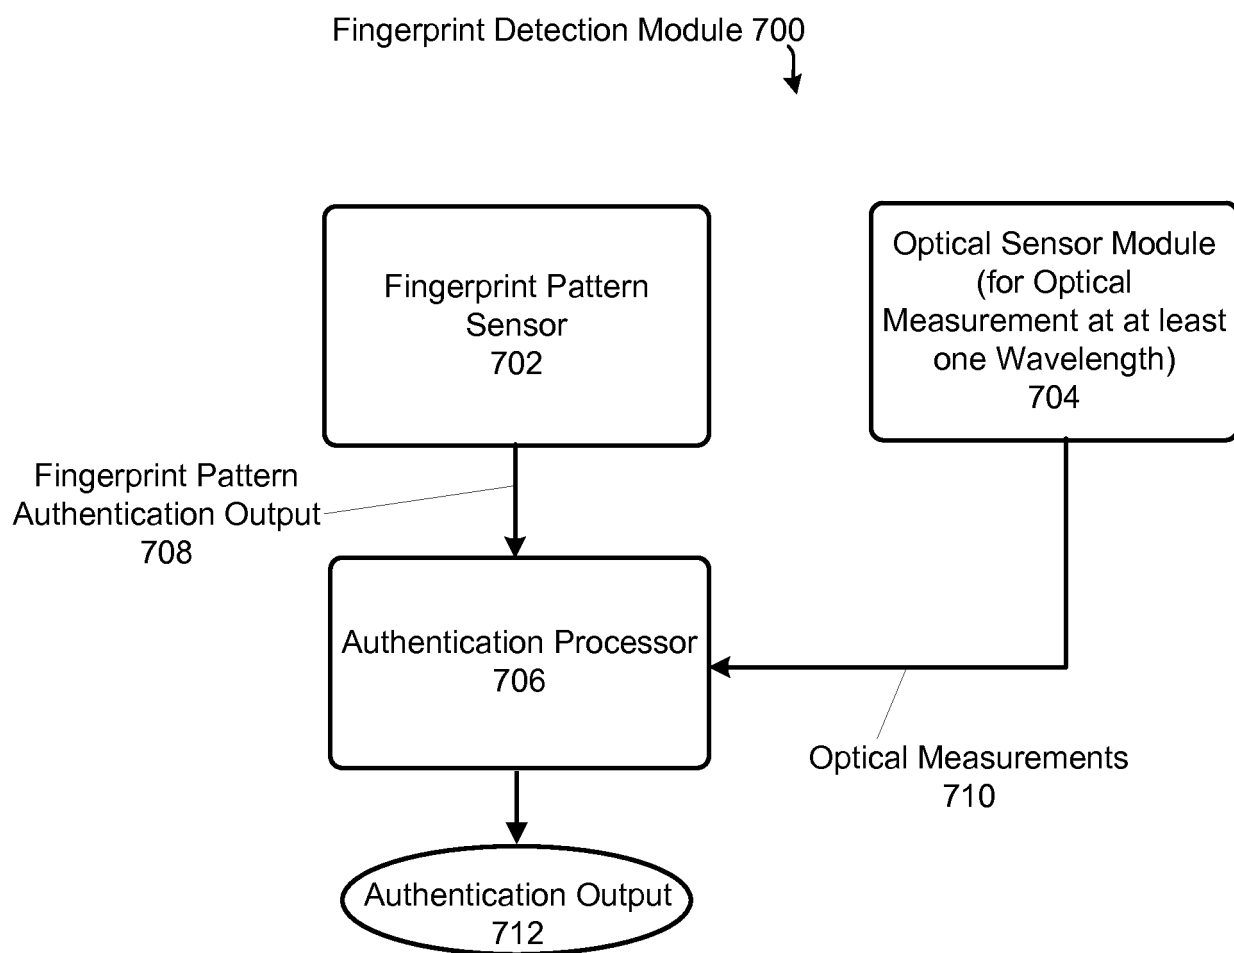 Fingerprint Detection Module 700
Fingerprint Pattern
Sensor
702
Optical Sensor Module
(for Optical
Measurement at at least
one Wavelength)
704
Fingerprint Pattern
Authentication Output
708
Authentication Processor
706
Optical Measurements
710
Authentication Output
712